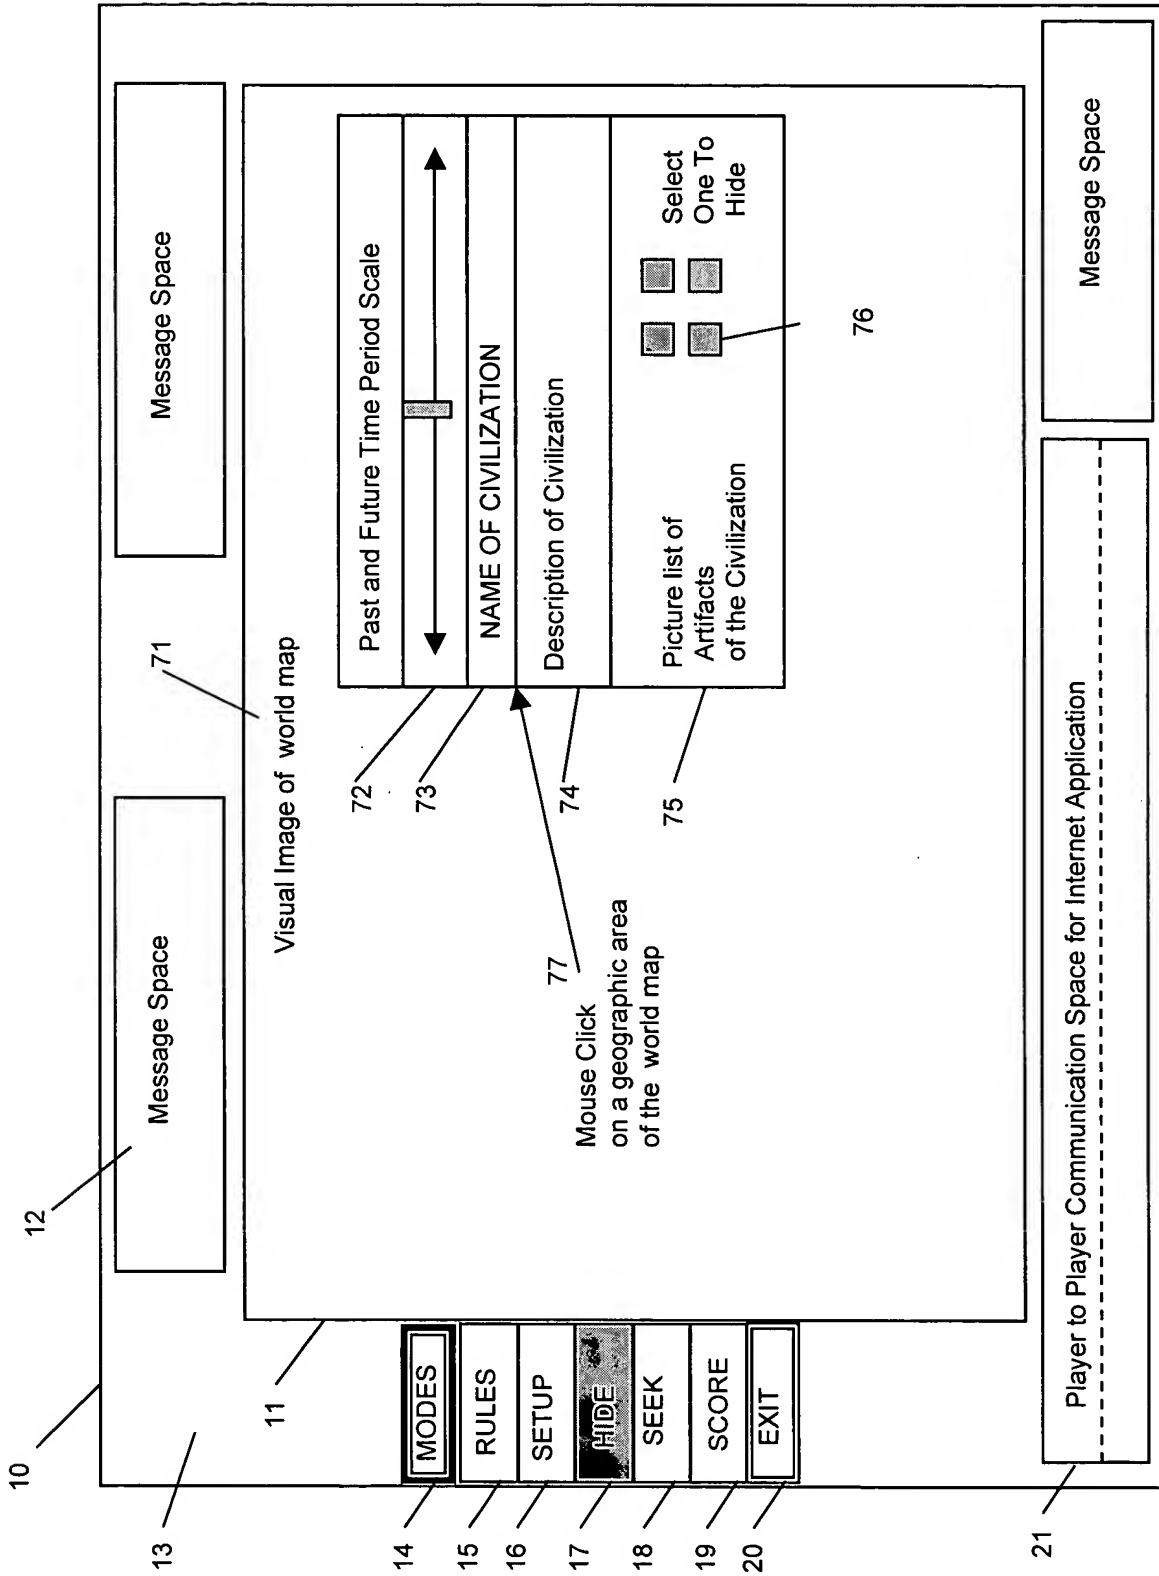 10
12
13
Message Space
71
Message Space
11
Visual Image of world map
14
MODES
15
RULES
16
SETUP
17
HIDE
18
SEEK
19
SCORE
20
EXIT
Past and Future Time Period Scale
72
73
NAME OF CIVILIZATION
74
Description of Civilization
77
Mouse Click
on a geographic area
of the world map
75
Picture list of
Artifacts
of the Civilization
Select
One To
Hide
76
21
Player to Player Communication Space for Internet Application
Message Space